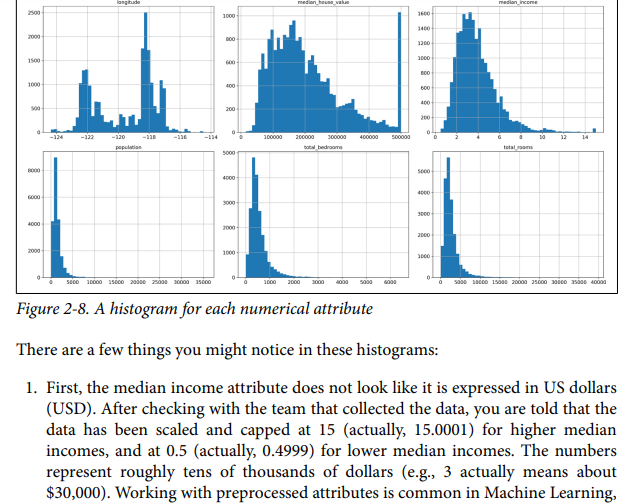 longitude median_house_value median_income
2500 1000 1600
1400
2000 800 1200
1500 600 1000
800
1000 400 600
400
500 200 200
0 0 0
−124 −122 −120 −118 −116 −114 0 100000 200000 300000 400000 500000 0 2 4 6 8 10 12 14
population total_bedrooms total_rooms
8000 5000 5000
6000 4000 4000
3000 3000
4000 2000 2000
2000 1000 1000
0 0 0
0 5000 10000 15000 20000 25000 30000 35000 0 1000 2000 3000 4000 5000 6000 0 5000 10000 15000 20000 25000 30000 35000 40000
Figure 2-8. A histogram for each numerical attribute
There are a few things you might notice in these histograms:
1. First, the median income attribute does not look like it is expressed in US dollars
(USD). After checking with the team that collected the data, you are told that the
data has been scaled and capped at 15 (actually, 15.0001) for higher median
incomes, and at 0.5 (actually, 0.4999) for lower median incomes. The numbers
represent roughly tens of thousands of dollars (e.g., 3 actually means about
$30,000). Working with preprocessed attributes is common in Machine Learning,